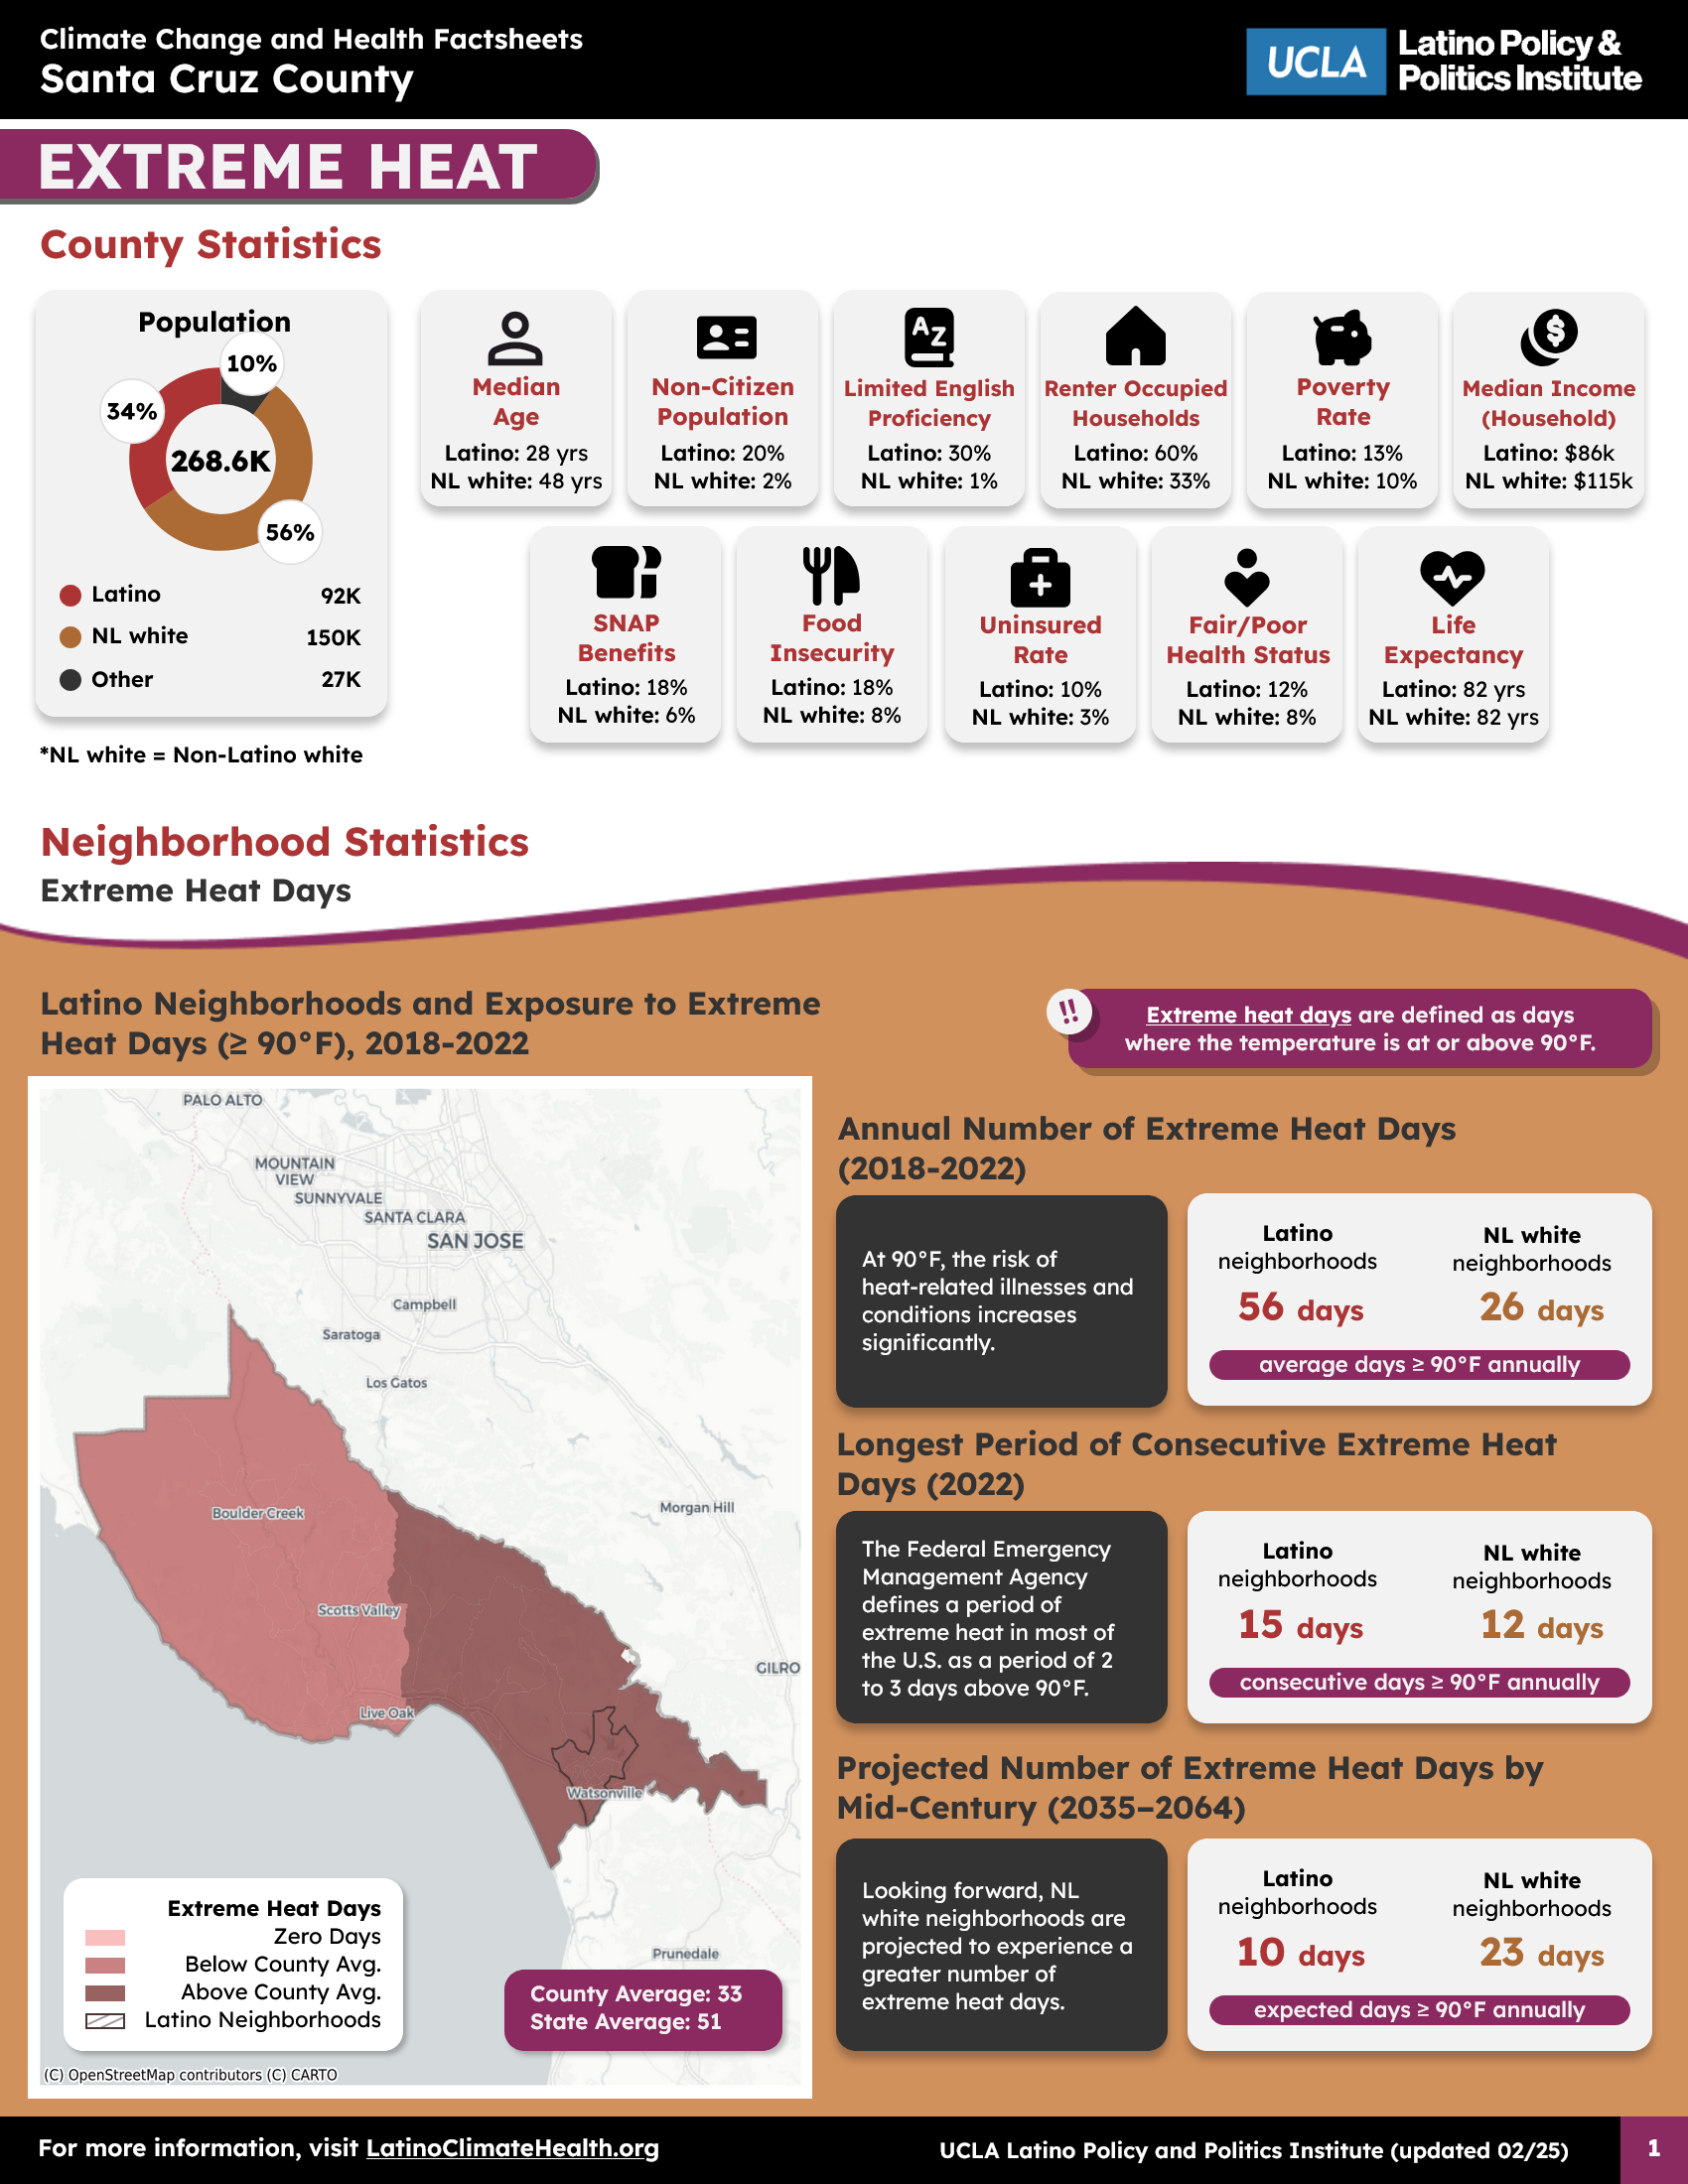 Climate Change and Health Factsheets
Santa Cruz County
UCLA
Latino Policy &
Politics Institute
EXTREME HEAT
County Statistics
Population
10%
34%
268.6K
56%
Latino 92K
NL white 150K
Other 27K
*NL white = Non-Latino white
Median
Age
Latino: 28 yrs
NL white: 48 yrs
Non-Citizen
Population
Latino: 20%
NL white: 2%
AZ
Limited English
Proficiency
Latino: 30%
NL white: 1%
Renter Occupied
Households
Latino: 60%
NL white: 33%
Poverty
Rate
Latino: 13%
NL white: 10%
$
Median Income
(Household)
Latino: $86k
NL white: $115k
SNAP
Benefits
Latino: 18%
NL white: 6%
Food
Insecurity
Latino: 18%
NL white: 8%
Uninsured
Rate
Latino: 10%
NL white: 3%
Fair/Poor
Health Status
Latino: 12%
NL white: 8%
Life
Expectancy
Latino: 82 yrs
NL white: 82 yrs
Neighborhood Statistics
Extreme Heat Days
Latino Neighborhoods and Exposure to Extreme
Heat Days (≥ 90°F), 2018-2022
!!
Extreme heat days are defined as days
where the temperature is at or above 90°F.
PALO ALTO
MOUNTAIN
VIEW
SUNNYVALE
SANTA CLARA
SAN JOSE
Campbell
Saratoga
Los Gatos
Morgan Hill
Boulder Creek
Scotts Valley
GILRO
Live Oak
Watsonville
Prunedale
Extreme Heat Days
Zero Days
Below County Avg.
Above County Avg.
Latino Neighborhoods
County Average: 33
State Average: 51
(C) OpenStreetMap contributors (C) CARTO
Annual Number of Extreme Heat Days
(2018-2022)
At 90°F, the risk of
heat-related illnesses and
conditions increases
significantly.
Latino
neighborhoods
56 days
NL white
neighborhoods
26 days
average days ≥ 90°F annually
Longest Period of Consecutive Extreme Heat
Days (2022)
The Federal Emergency
Management Agency
defines a period of
extreme heat in most of
the U.S. as a period of 2
to 3 days above 90°F.
Latino
neighborhoods
15 days
NL white
neighborhoods
12 days
consecutive days ≥ 90°F annually
Projected Number of Extreme Heat Days by
Mid-Century (2035–2064)
Looking forward, NL
white neighborhoods are
projected to experience a
greater number of
extreme heat days.
Latino
neighborhoods
10 days
NL white
neighborhoods
23 days
expected days ≥ 90°F annually
For more information, visit LatinoClimateHealth.org
UCLA Latino Policy and Politics Institute (updated 02/25)
1